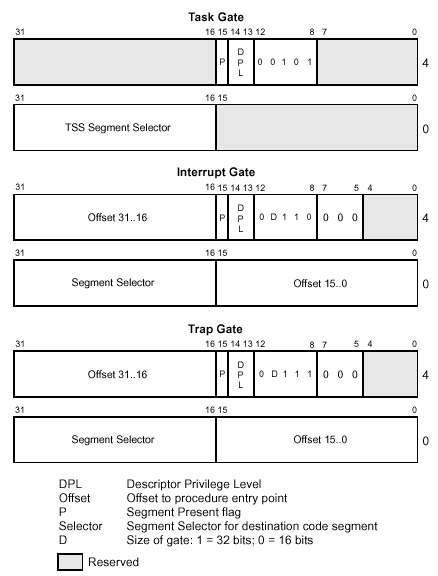 Task Gate
31 16 15 14 13 12 8 7 0
P D P L 0 0 1 0 1 4
31 16 15 0
TSS Segment Selector 0
Interrupt Gate
31 16 15 14 13 12 8 7 5 4 0
Offset 31..16 P D P L 0 D 1 1 0 0 0 0 4
31 16 15 0
Segment Selector Offset 15..0 0
Trap Gate
31 16 15 14 13 12 8 7 5 4 0
Offset 31..16 P D P L 0 D 1 1 1 0 0 0 4
31 16 15 0
Segment Selector Offset 15..0 0
DPL Descriptor Privilege Level
Offset Offset to procedure entry point
P Segment Present flag
Selector Segment Selector for destination code segment
D Size of gate: 1 = 32 bits; 0 = 16 bits
Reserved